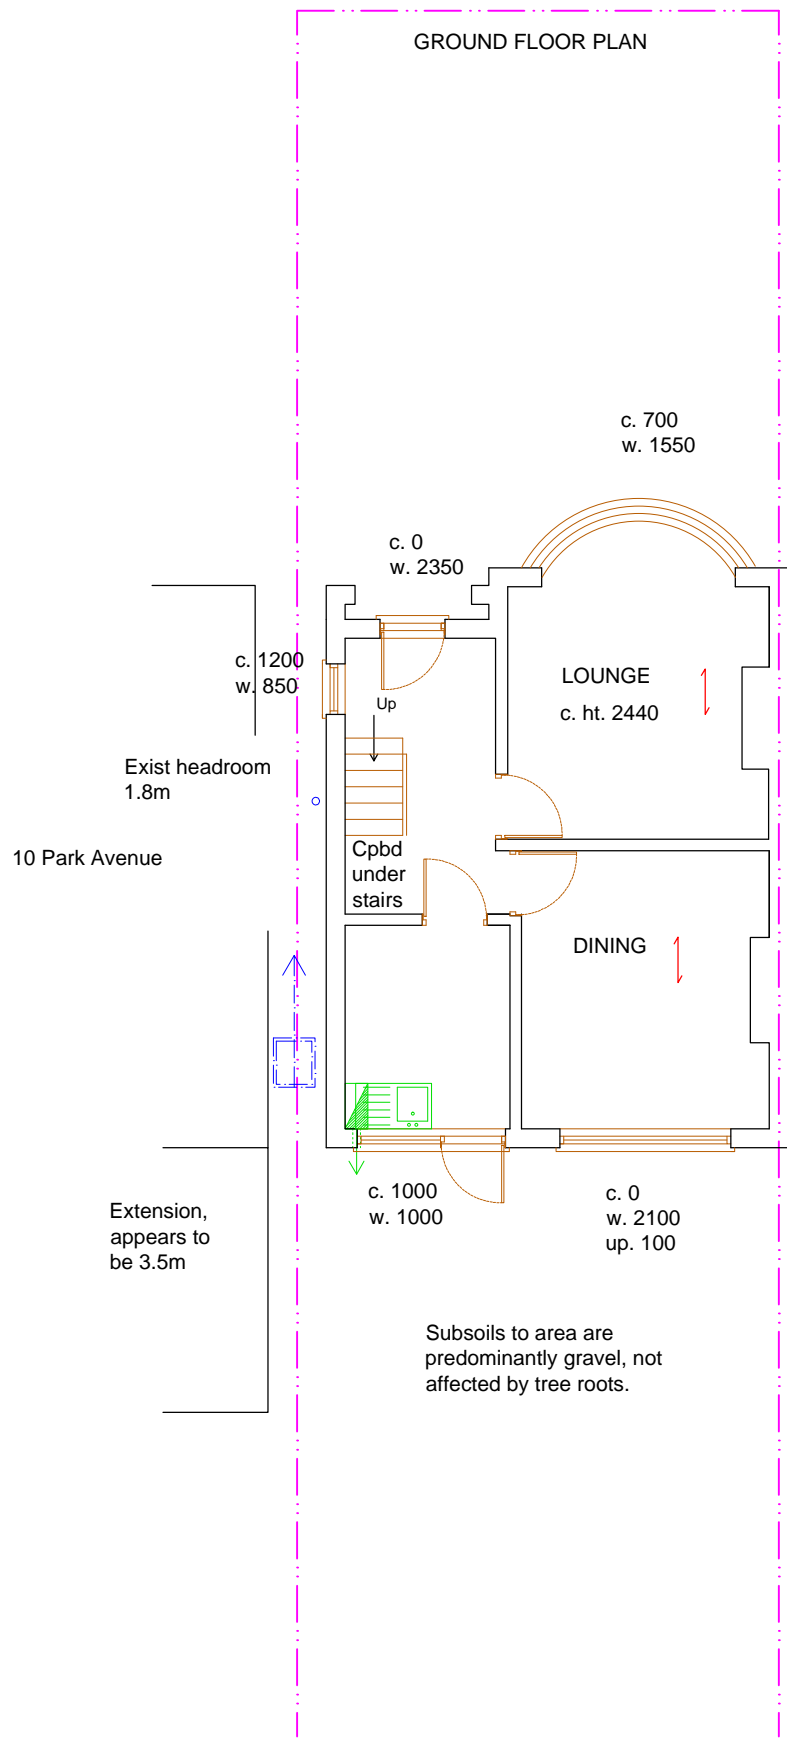 GROUND FLOOR PLAN
c. 700
w. 1550
c. 0
w. 2350
c. 1200
w. 850
LOUNGE
c. ht. 2440
Up
Exist headroom
1.8m
10 Park Avenue
Cpbd
under
stairs
DINING
c. 1000
w. 1000
c. 0
w. 2100
up. 100
Extension,
appears to
be 3.5m
Subsoils to area are
predominantly gravel, not
affected by tree roots.